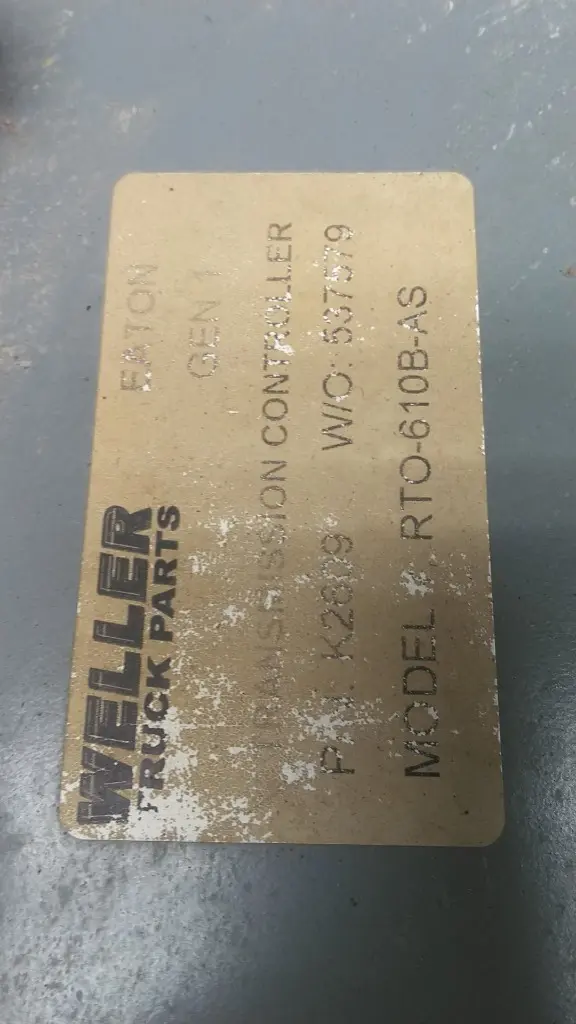 WELLER
TRUCK PARTS
EATON
GEN 1
TRANSMISSION CONTROLLER
P.N. K2809 W/O: 537579
MODEL #: RTO-610B-AS